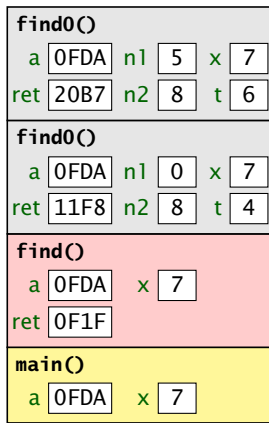 find0()
a 0FDA n1 5 x 7
ret 20B7 n2 8 t 6
find0()
a 0FDA n1 0 x 7
ret 11F8 n2 8 t 4
find()
a 0FDA x 7
ret 0F1F
main()
a 0FDA x 7